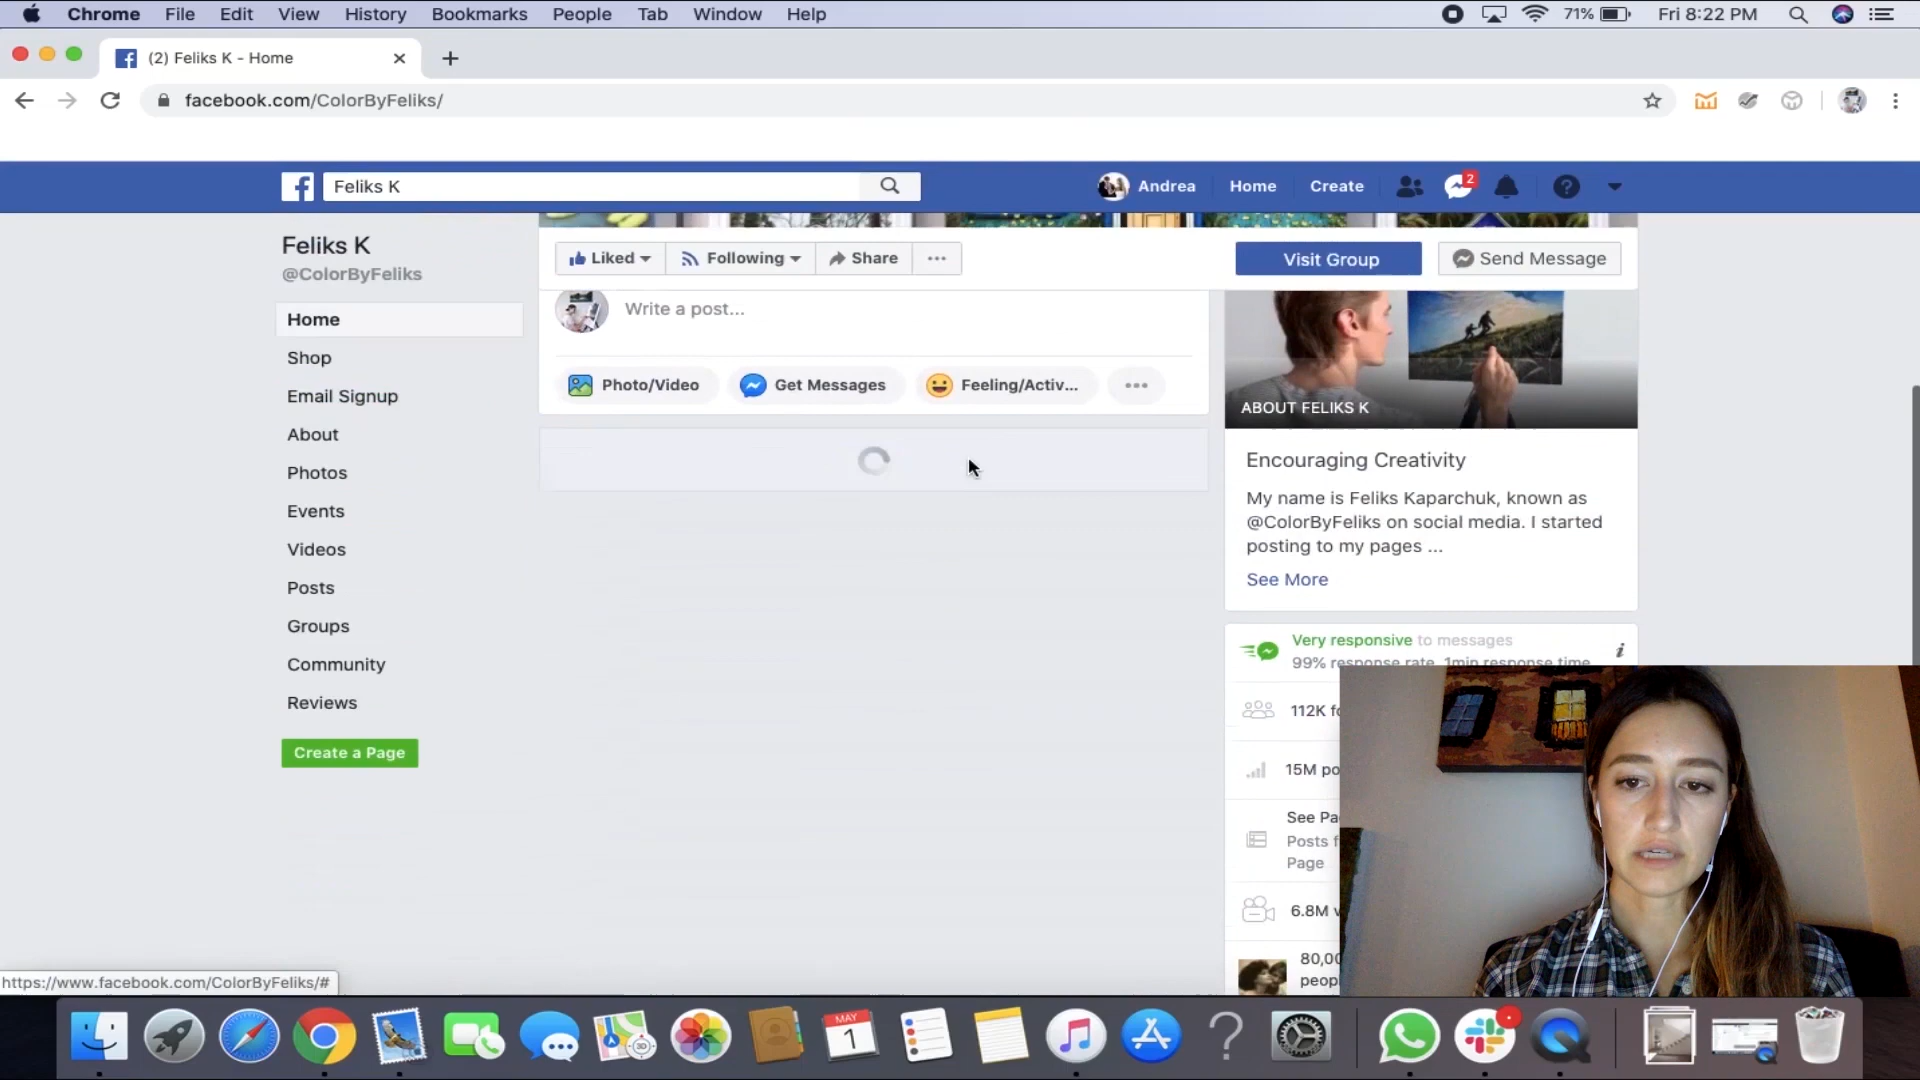 Chrome File Edit View History Bookmarks People Tab Window Help
71% Fri 8:22 PM
(2) Feliks K - Home
facebook.com/ColorByFeliks/
Feliks K
Andrea Home Create 2
Feliks K
@ColorByFeliks
Liked Following Share Visit Group Send Message
Home
Shop
Email Signup
About
Photos
Events
Videos
Posts
Groups
Community
Reviews
Create a Page
Write a post...
Photo/Video Get Messages Feeling/Activ...
ABOUT FELIKS K
Encouraging Creativity
My name is Feliks Kaparchuk, known as
@ColorByFeliks on social media. I started
posting to my pages ...
See More
Very responsive to messages
99% response rate, 1min response time
112K
15M
See
Posts
Page
6.8M
https://www.facebook.com/ColorByFeliks/#
MAY
1
3D